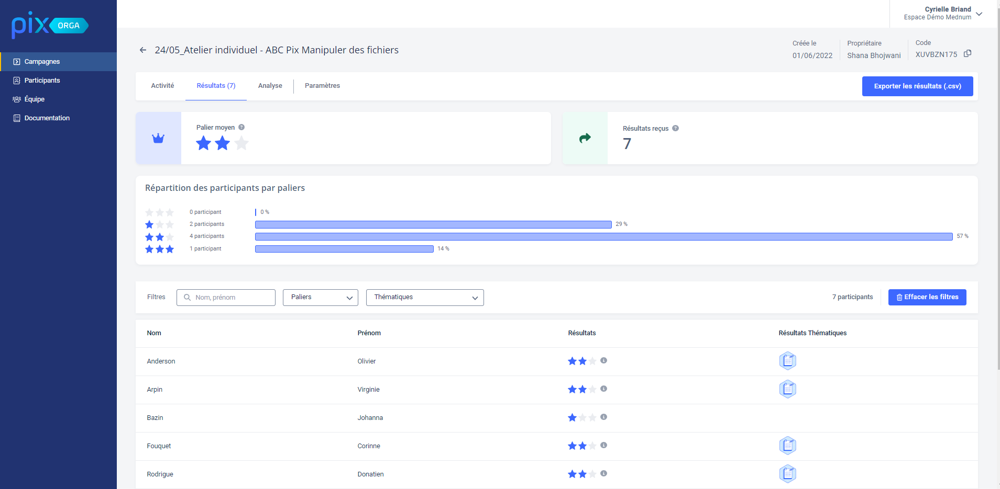 pix ORGA
Campagnes
Participants
Équipe
Documentation
Cyrielle Briand
Espace Démo Mednum
24/05_Atelier individuel - ABC Pix Manipuler des fichiers
Créée le
01/06/2022
Propriétaire
Shana Bhojwani
Code
XUVBZN175
Activité Résultats (7) Analyse Paramètres Exporter les résultats (.csv)
Palier moyen
Résultats reçus
7
Répartition des participants par paliers
0 participant 0 %
2 participants 29 %
4 participants 57 %
1 participant 14 %
Filtres Nom, prénom Paliers Thématiques 7 participants Effacer les filtres
Nom Prénom Résultats Résultats Thématiques
Anderson Olivier
Arpin Virginie
Bazin Johanna
Fouquet Corinne
Rodrigue Donatien